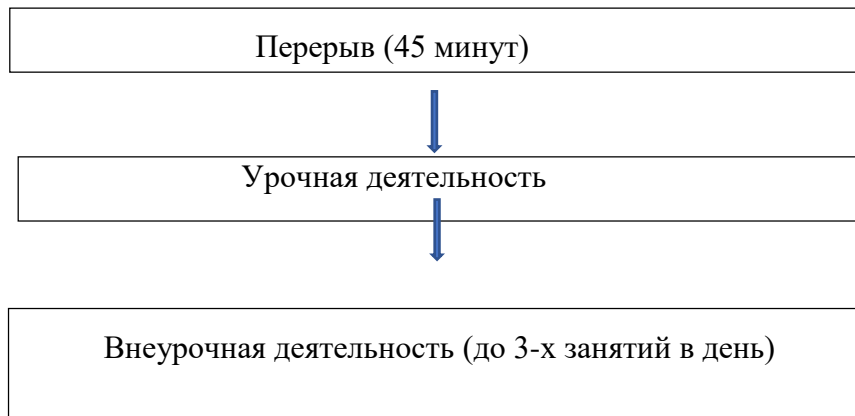 Перерыв (45 минут)
Урочная деятельность
Внеурочная деятельность (до 3-х занятий в день)